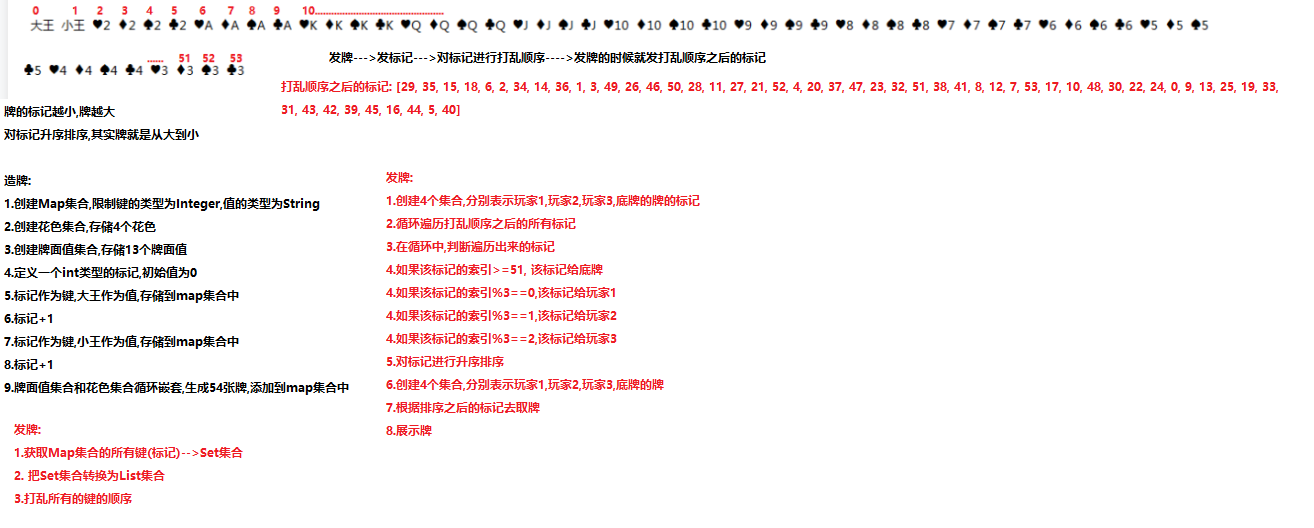 0 1 2 3 4 5 6 7 8 9 10.............................................
大王 小王 ♥2 ♦2 ♠2 ♣2 ♥A ♦A ♠A ♣A ♥K ♦K ♠K ♣K ♥Q ♦Q ♠Q ♣Q ♥J ♦J ♠J ♣J ♥10 ♦10 ♠10 ♣10 ♥9 ♦9 ♠9 ♣9 ♥8 ♦8 ♠8 ♣8 ♥7 ♦7 ♠7 ♣7 ♥6 ♦6 ♠6 ♣6 ♥5 ♦5 ♠5
...... 51 52 53
♣5 ♥4 ♦4 ♠4 ♣4 ♥3 ♦3 ♠3 ♣3
发牌--->发标记--->对标记进行打乱顺序---->发牌的时候就发打乱顺序之后的标记
打乱顺序之后的标记: [29, 35, 15, 18, 6, 2, 34, 14, 36, 1, 3, 49, 26, 46, 50, 28, 11, 27, 21, 52, 4, 20, 37, 47, 23, 32, 51, 38, 41, 8, 12, 7, 53, 17, 10, 48, 30, 22, 24, 0, 9, 13, 25, 19, 33,
31, 43, 42, 39, 45, 16, 44, 5, 40]
牌的标记越小,牌越大
对标记升序排序,其实牌就是从大到小
造牌:
1.创建Map集合,限制键的类型为Integer,值的类型为String
2.创建花色集合,存储4个花色
3.创建牌面值集合,存储13个牌面值
4.定义一个int类型的标记,初始值为0
5.标记作为键,大王作为值,存储到map集合中
6.标记+1
7.标记作为键,小王作为值,存储到map集合中
8.标记+1
9.牌面值集合和花色集合循环嵌套,生成54张牌,添加到map集合中
发牌:
1.获取Map集合的所有键(标记)-->Set集合
2. 把Set集合转换为List集合
3.打乱所有的键的顺序
发牌:
1.创建4个集合,分别表示玩家1,玩家2,玩家3,底牌的牌的标记
2.循环遍历打乱顺序之后的所有标记
3.在循环中,判断遍历出来的标记
4.如果该标记的索引>=51, 该标记给底牌
4.如果该标记的索引%3==0,该标记给玩家1
4.如果该标记的索引%3==1,该标记给玩家2
4.如果该标记的索引%3==2,该标记给玩家3
5.对标记进行升序排序
6.创建4个集合,分别表示玩家1,玩家2,玩家3,底牌的牌
7.根据排序之后的标记去取牌
8.展示牌